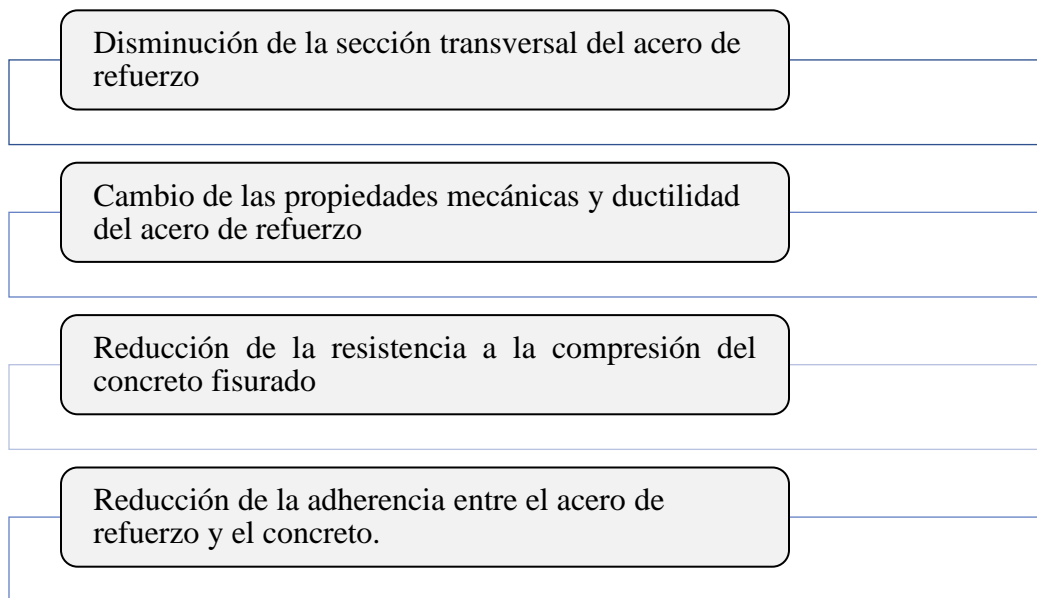 Disminución de la sección transversal del acero de
refuerzo
Cambio de las propiedades mecánicas y ductilidad
del acero de refuerzo
Reducción de la resistencia a la compresión del
concreto fisurado
Reducción de la adherencia entre el acero de
refuerzo y el concreto.